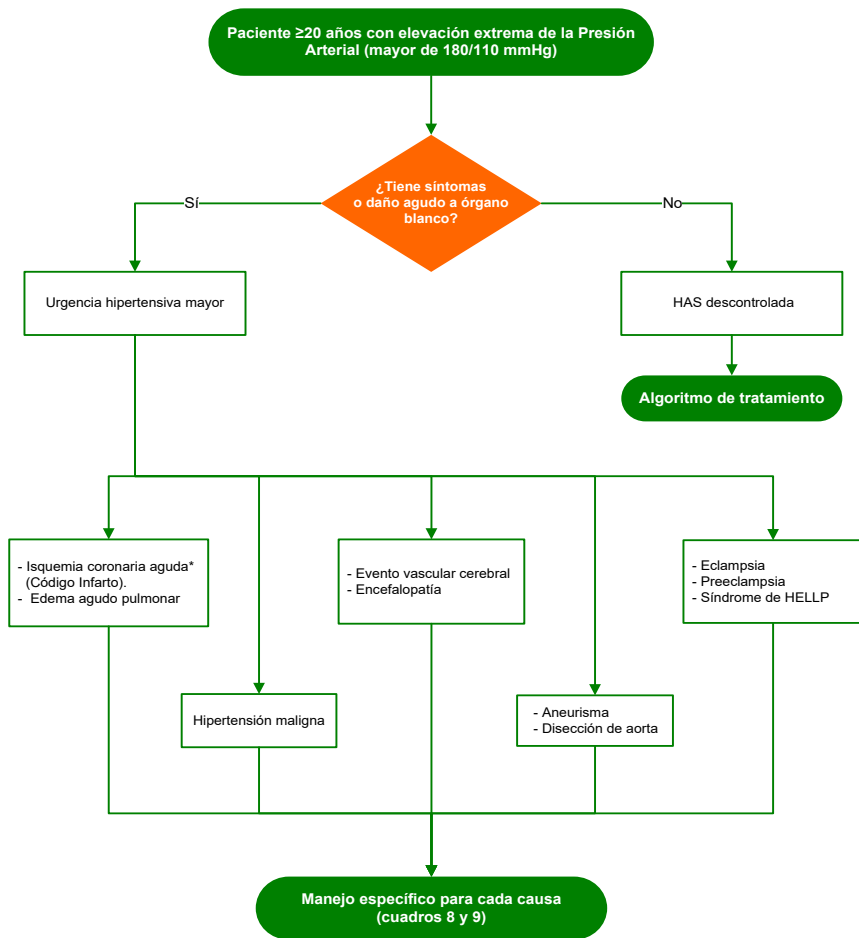 Paciente ≥20 años con elevación extrema de la Presión
Arterial (mayor de 180/110 mmHg)
¿Tiene síntomas
o daño agudo a órgano
blanco?
Sí
No
Urgencia hipertensiva mayor
HAS descontrolada
Algoritmo de tratamiento
- Isquemia coronaria aguda*
(Código Infarto).
- Edema agudo pulmonar
- Evento vascular cerebral
- Encefalopatía
- Eclampsia
- Preeclampsia
- Síndrome de HELLP
Hipertensión maligna
- Aneurisma
- Disección de aorta
Manejo específico para cada causa
(cuadros 8 y 9)